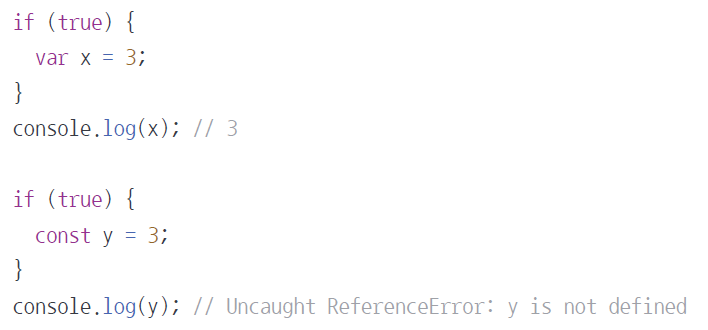 if (true) {
  var x = 3;
}
console.log(x); // 3

if (true) {
  const y = 3;
}
console.log(y); // Uncaught ReferenceError: y is not defined